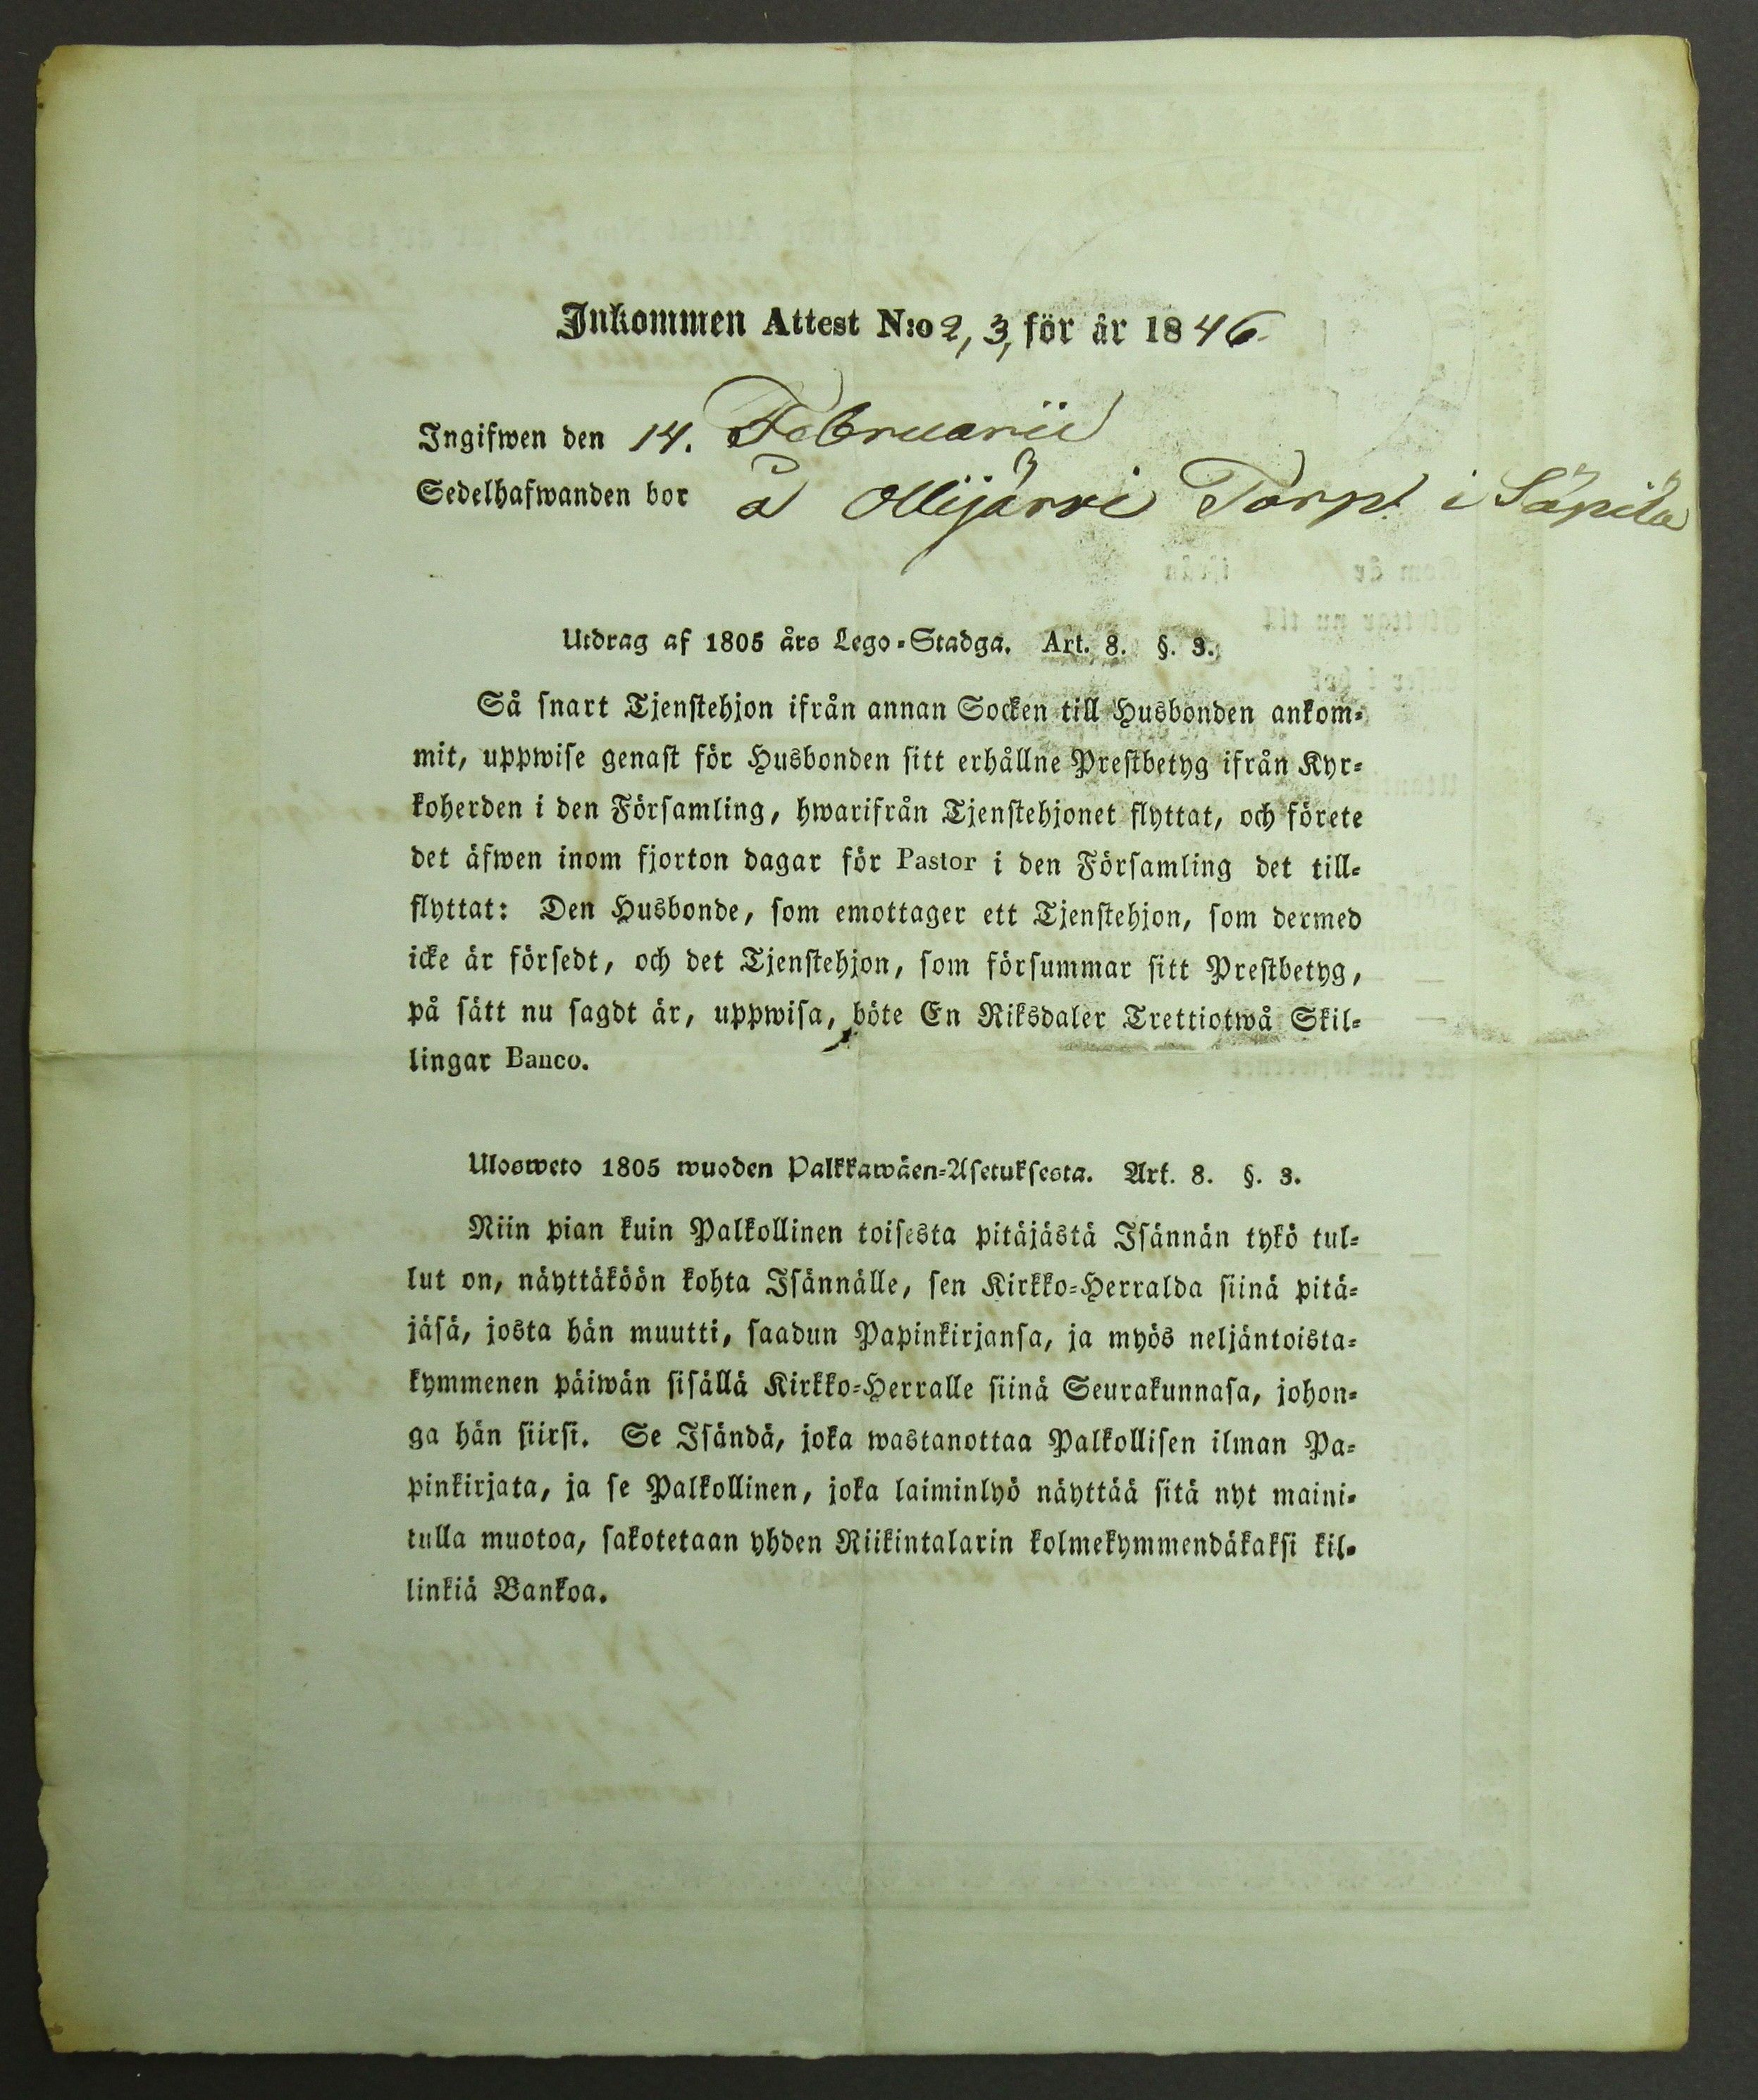 Inkommen Attest N:o 2, 3, för år 1846.
Ingifwen den 14. Februarii
Sedelhafwanden bor å Ollijärvi Torp i Säpilä
Utdrag af 1805 års Lego-Stadga. Art. 8. §. 3.
Så snart Tjenstehjon ifrån annan Socken till Husbonden ankom-
mit, uppwise genast för Husbonden sitt erhållne Prestbetyg ifrån Kyr-
koherden i den Församling, hwarifrån Tjenstehjonet flyttat, och förete
det äfwen inom fjorton dagar för Pastor i den Församling det till-
flyttat: Den Husbonde, som emottager ett Tjenstehjon, som dermed
icke är försedt, och det Tjenstehjon, som försummar sitt Prestbetyg,
på sätt nu sagdt är, uppwisa, böte En Riksdaler Trettiotwå Skil-
lingar Banco.
Ulosweto 1805 wuoden Palkkawäen-Asetuksesta. Art. 8. §. 3.
Niin pian kuin Palkollinen toisesta pitäjästä Isännän tykö tul-
lut on, näyttäköön kohta Isännälle, sen Kirkko-Herralda siinä pitä-
jäsä, josta hän muutti, saadun Papinkirjansa, ja myös neljäntoista-
kymmenen päiwän sisällä Kirkko-Herralle siinä Seurakunnasa, johon-
ga hän siirsi. Se Isändä, joka wastanottaa Palkollisen ilman Pa-
pinkirjata, ja se Palkollinen, joka laiminlyö näyttää sitä nyt maini-
tulla muotoa, sakotetaan yhden Riikintalarin kolmekymmendäkaksi kil-
linkiä Bankoa.